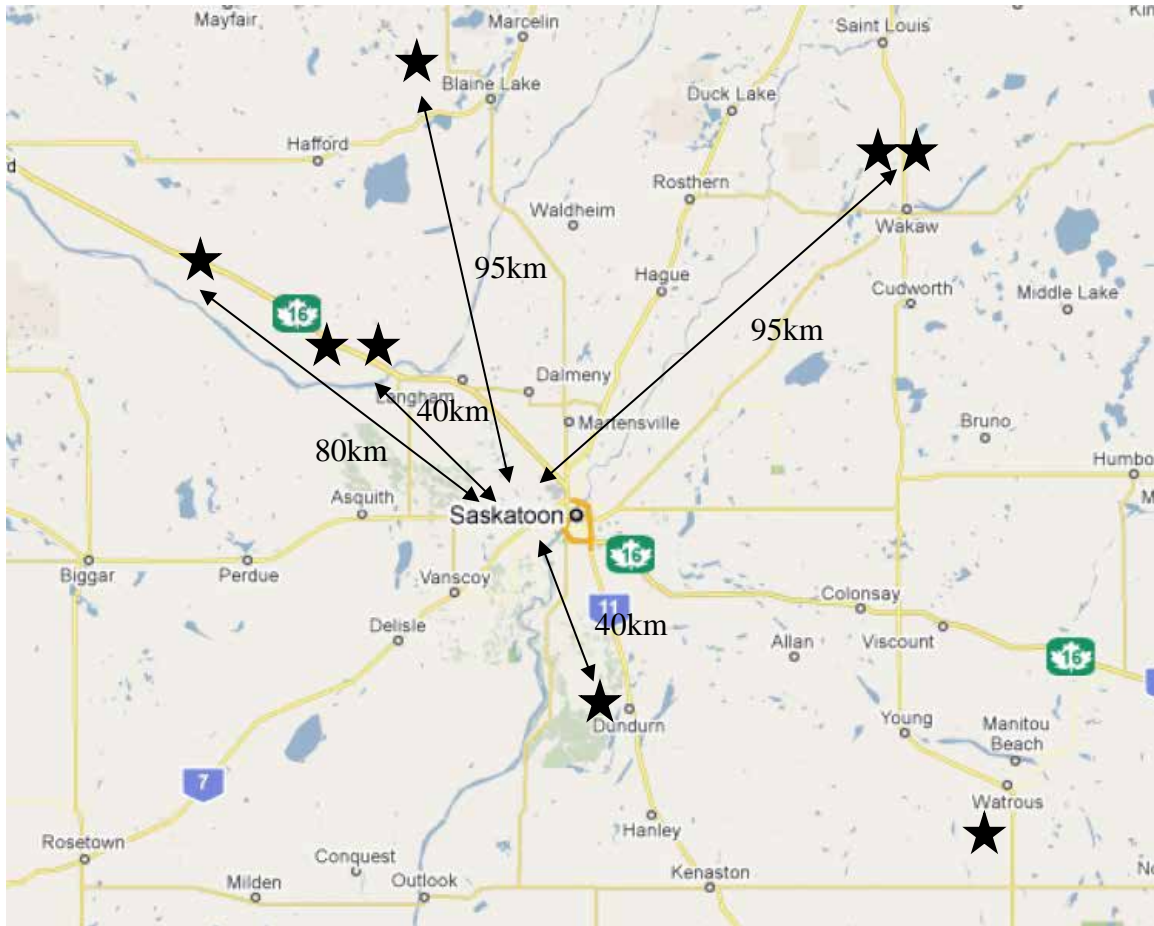 Mayfair
Marcelin
Saint Louis
Kin
Blaine Lake
Duck Lake
Hafford
d
Rosthern
Waldheim
Wakaw
95km
Hague
Cudworth
Middle Lake
16
95km
Dalmeny
Langham
40km
Martensville
Bruno
80km
Humbo
Asquith
M
Saskatoon
16
Biggar
Perdue
Vanscoy
Colonsay
11
40km
Delisle
Allan
Viscount
16
Dundurn
Young
Manitou
Beach
7
Watrous
Hanley
Rosetown
Conquest
Kenaston
No
Milden
Outlook